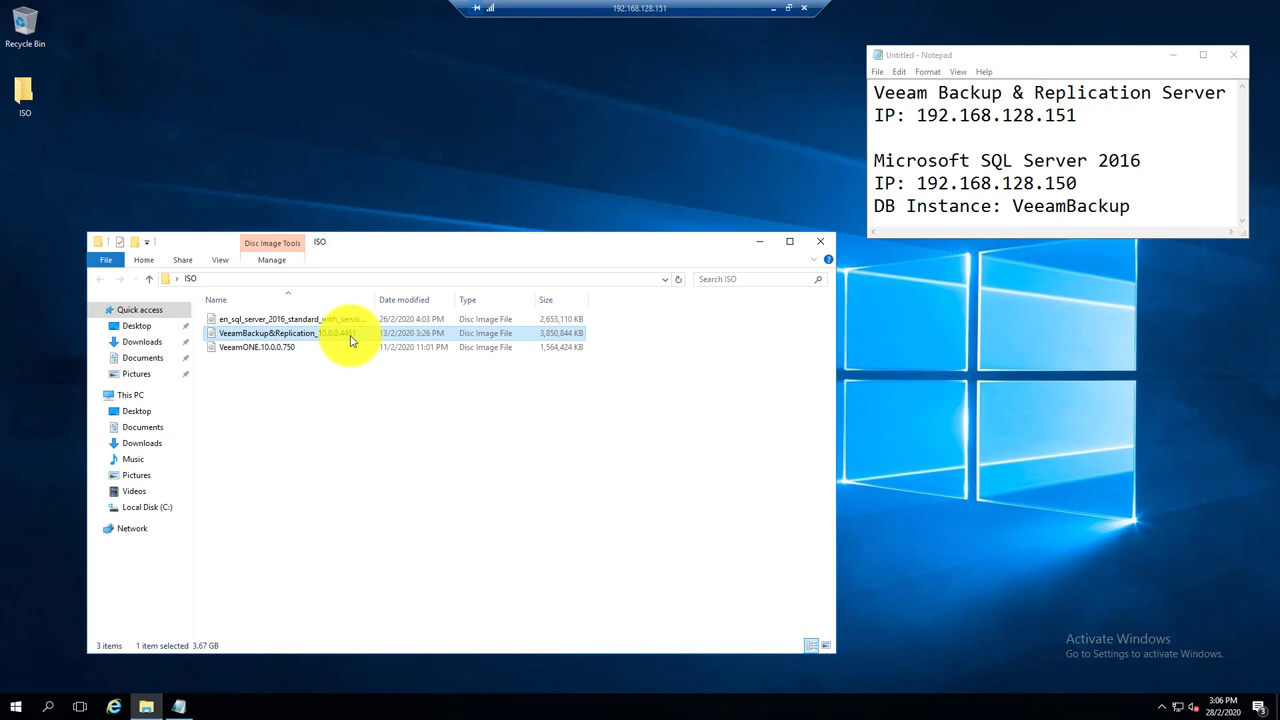 192.168.128.151
Recycle Bin
ISO
Untitled - Notepad
File Edit Format View Help
Veeam Backup & Replication Server
IP: 192.168.128.151
Microsoft SQL Server 2016
IP: 192.168.128.150
DB Instance: VeeamBackup
Disc Image Tools
ISO
File Home Share View Manage
ISO
Search ISO
Name Date modified Type Size
en_sql_server_2016_standard_with_servic... 26/2/2020 4:03 PM Disc Image File 2,653,110 KB
VeeamBackup&Replication_10.0.0.4461 13/2/2020 3:26 PM Disc Image File 3,850,844 KB
VeeamONE.10.0.0.750 11/2/2020 11:01 PM Disc Image File 1,564,424 KB
Quick access
Desktop
Downloads
Documents
Pictures
This PC
Desktop
Documents
Downloads
Music
Pictures
Videos
Local Disk (C:)
Network
3 items 1 item selected 3.67 GB
Activate Windows
Go to Settings to activate Windows.
3:06 PM
28/2/2020
3